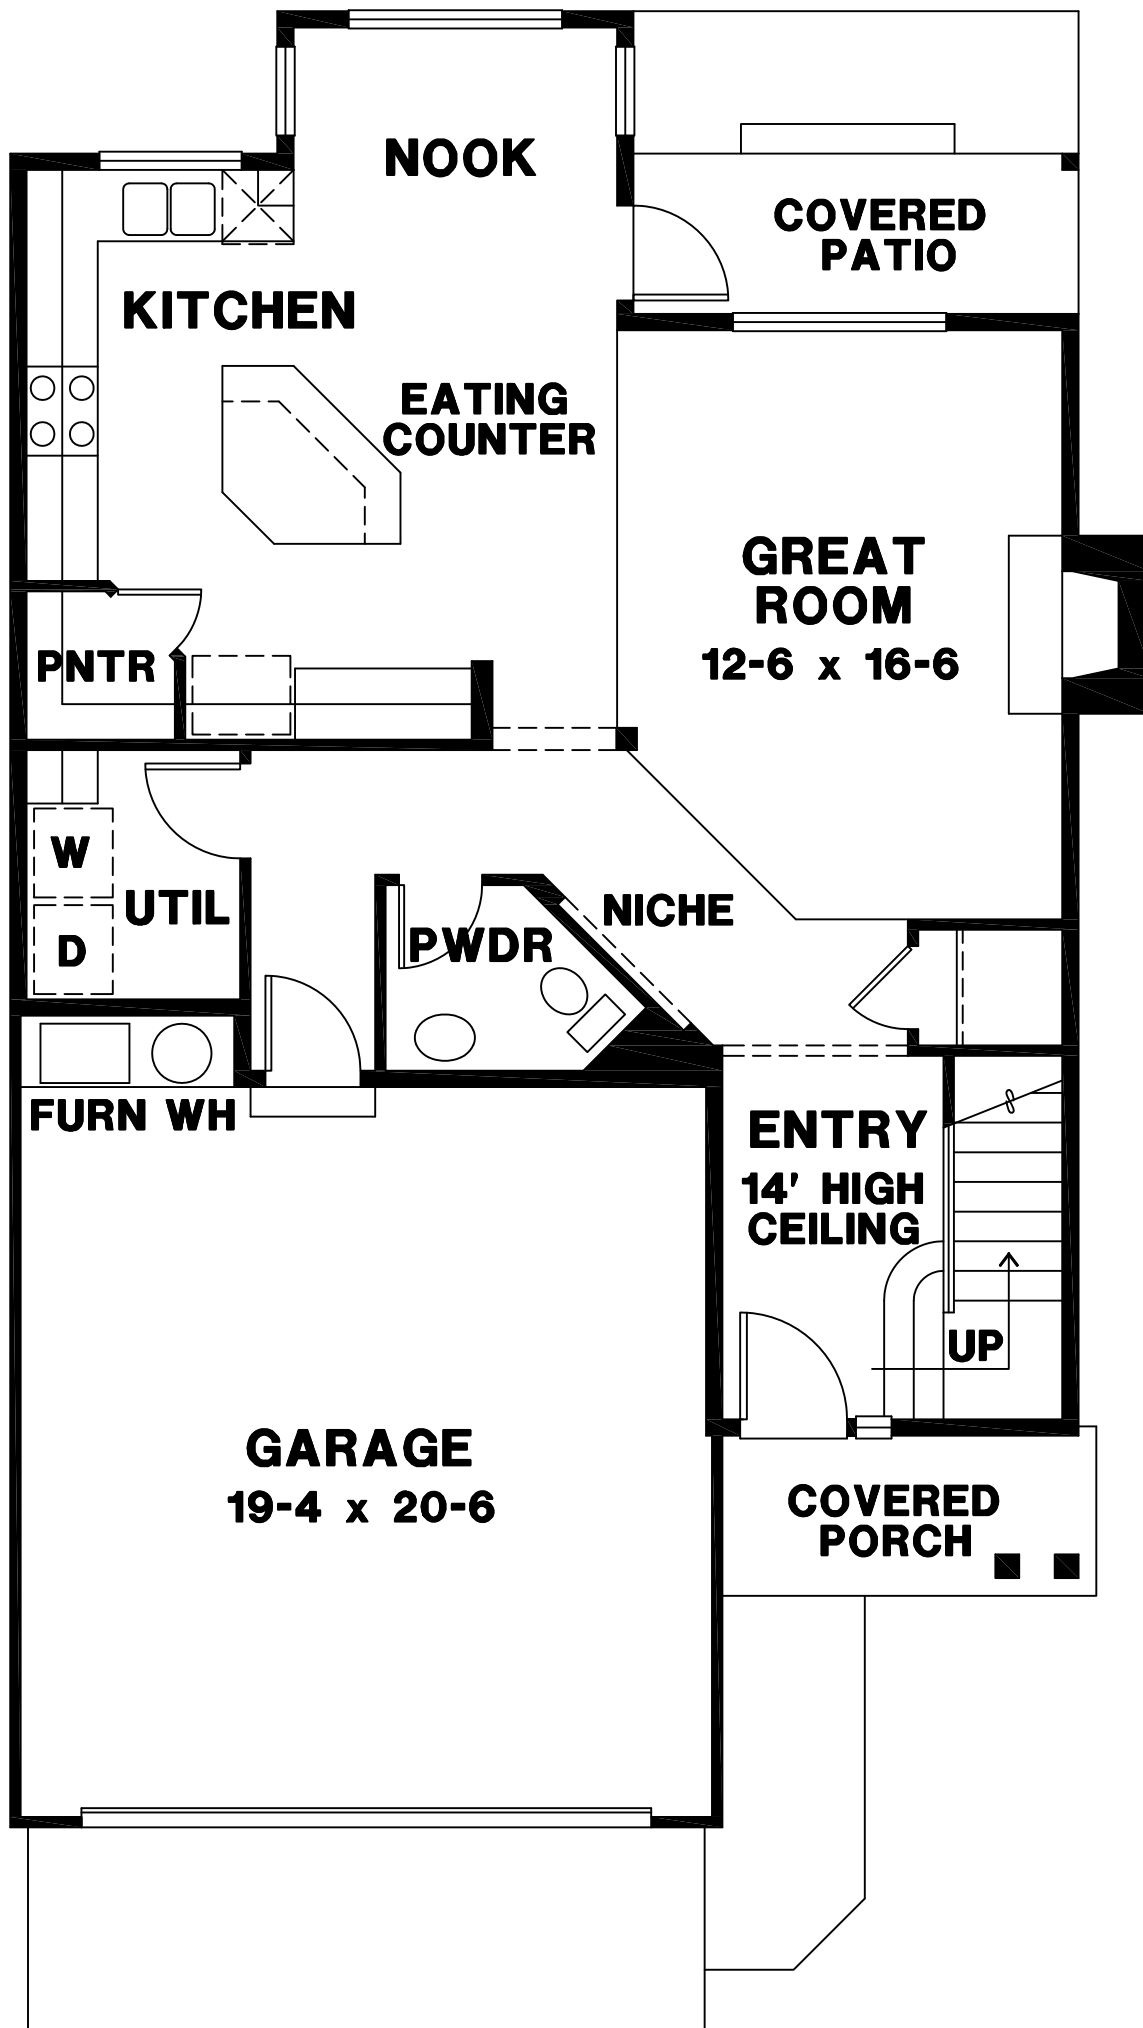 NOOK
COVERED
PATIO
KITCHEN
EATING
COUNTER
GREAT
ROOM
12-6 x 16-6
PNTR
W
UTIL
D
NICHE
PWDR
FURN WH
ENTRY
14' HIGH
CEILING
UP
GARAGE
19-4 x 20-6
COVERED
PORCH